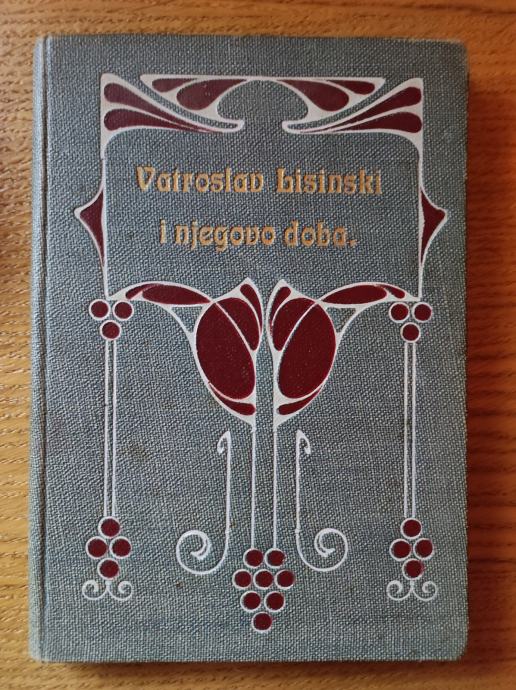 Vatroslav Lisinski
i njegovo doba.